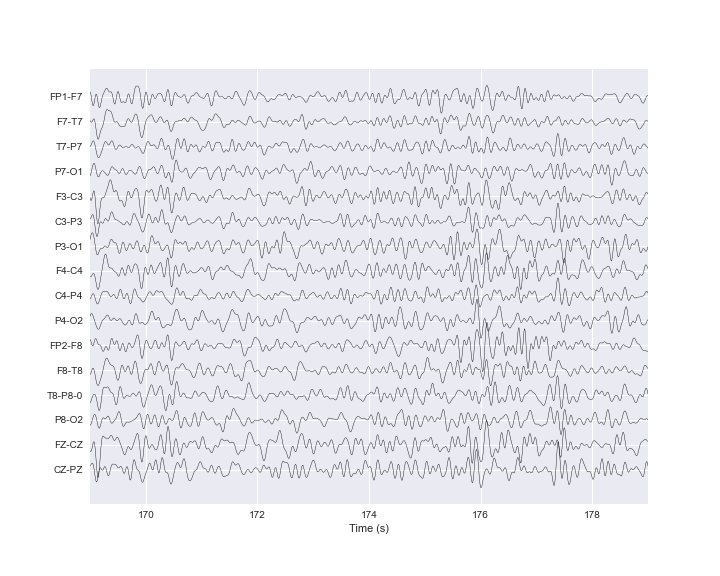 FP1-F7
F7-T7
T7-P7
P7-O1
F3-C3
C3-P3
P3-O1
F4-C4
C4-P4
P4-O2
FP2-F8
F8-T8
T8-P8-0
P8-O2
FZ-CZ
CZ-PZ
170 172 174 176 178
Time (s)